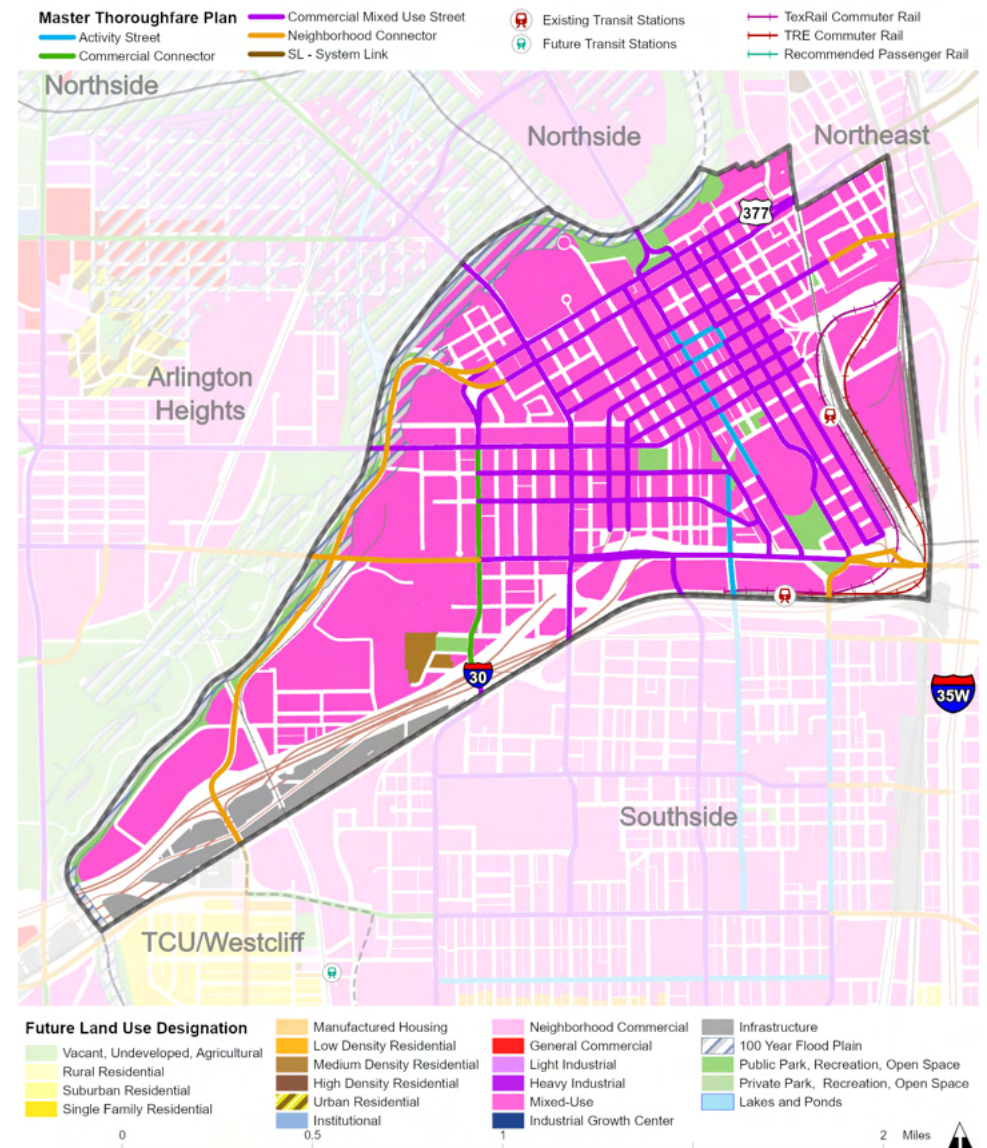 Master Thoroughfare Plan
Activity Street
Commercial Connector
Commercial Mixed Use Street
Neighborhood Connector
SL - System Link
Existing Transit Stations
Future Transit Stations
TexRail Commuter Rail
TRE Commuter Rail
Recommended Passenger Rail
Northside
Northside
Northeast
377
Arlington
Heights
30
35W
Southside
TCU/Westcliff
Future Land Use Designation
Vacant, Undeveloped, Agricultural
Rural Residential
Suburban Residential
Single Family Residential
Manufactured Housing
Low Density Residential
Medium Density Residential
High Density Residential
Urban Residential
Institutional
Neighborhood Commercial
General Commercial
Light Industrial
Heavy Industrial
Mixed-Use
Industrial Growth Center
Infrastructure
100 Year Flood Plain
Public Park, Recreation, Open Space
Private Park, Recreation, Open Space
Lakes and Ponds
0 0.5 1 2 Miles